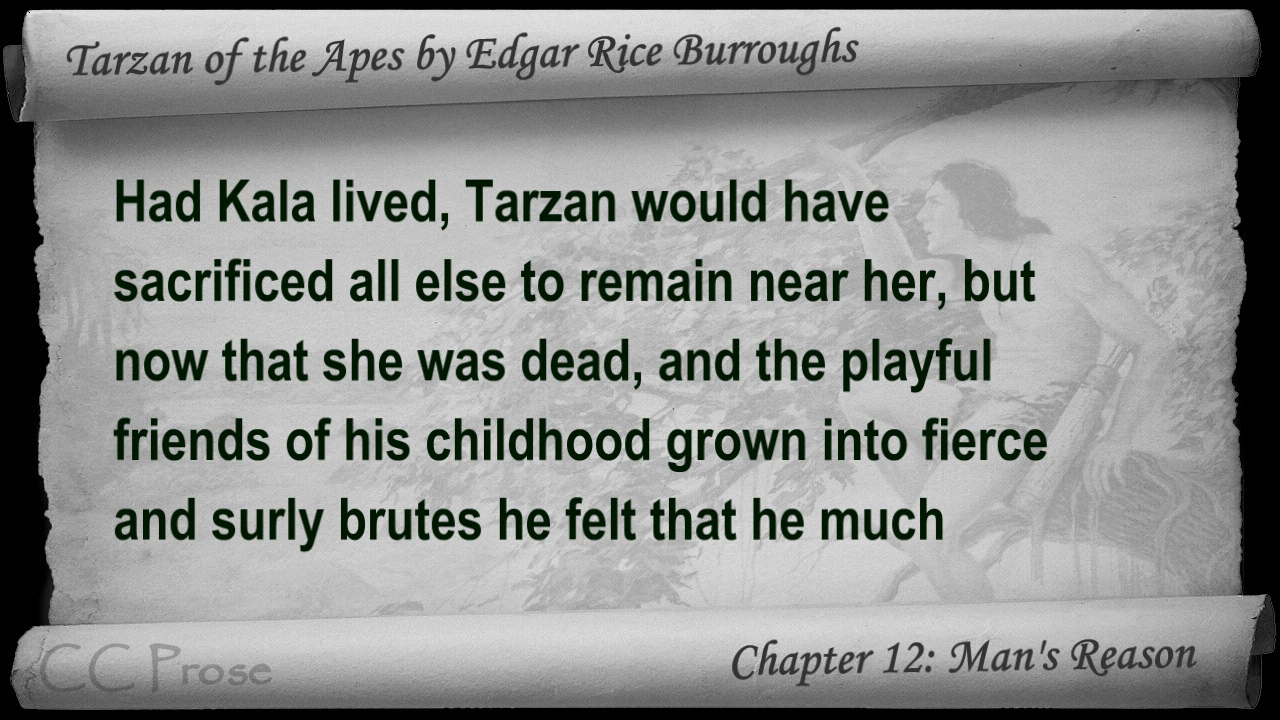 Tarzan of the Apes by Edgar Rice Burroughs
Had Kala lived, Tarzan would have
sacrificed all else to remain near her, but
now that she was dead, and the playful
friends of his childhood grown into fierce
and surly brutes he felt that he much
CC Prose
Chapter 12: Man's Reason